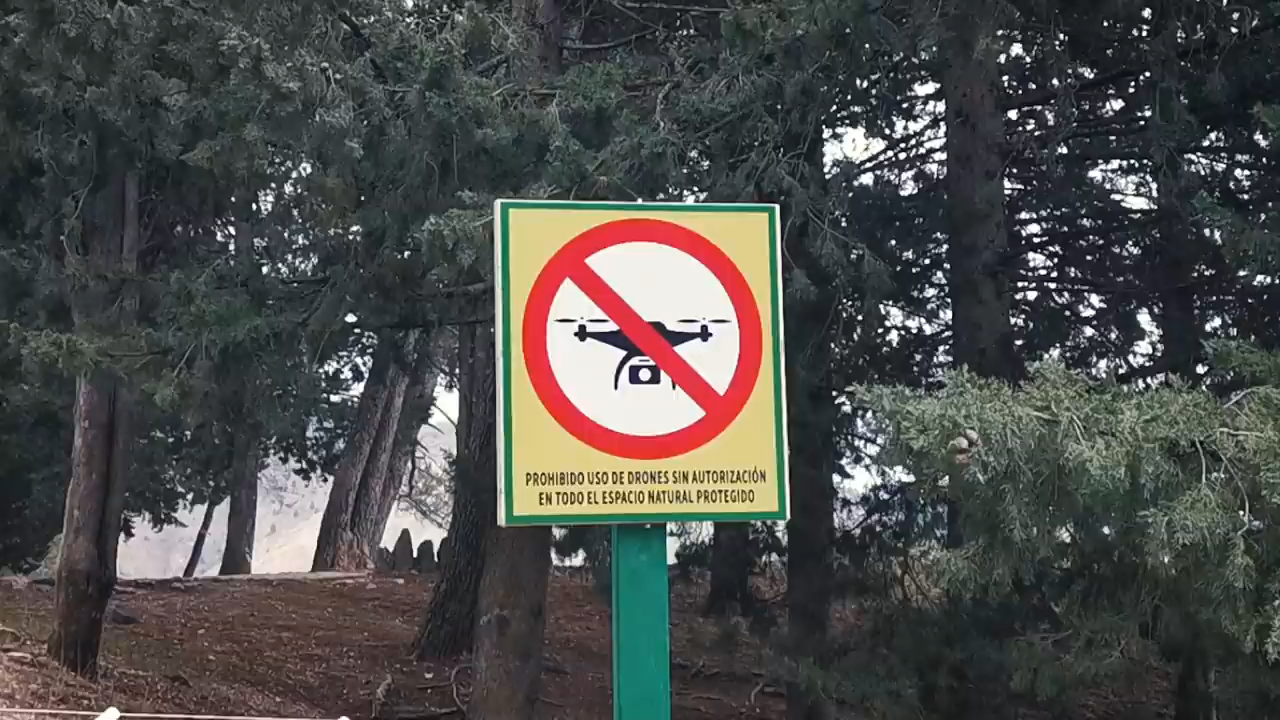 PROHIBIDO USO DE DRONES SIN AUTORIZACIÓN
EN TODO EL ESPACIO NATURAL PROTEGIDO